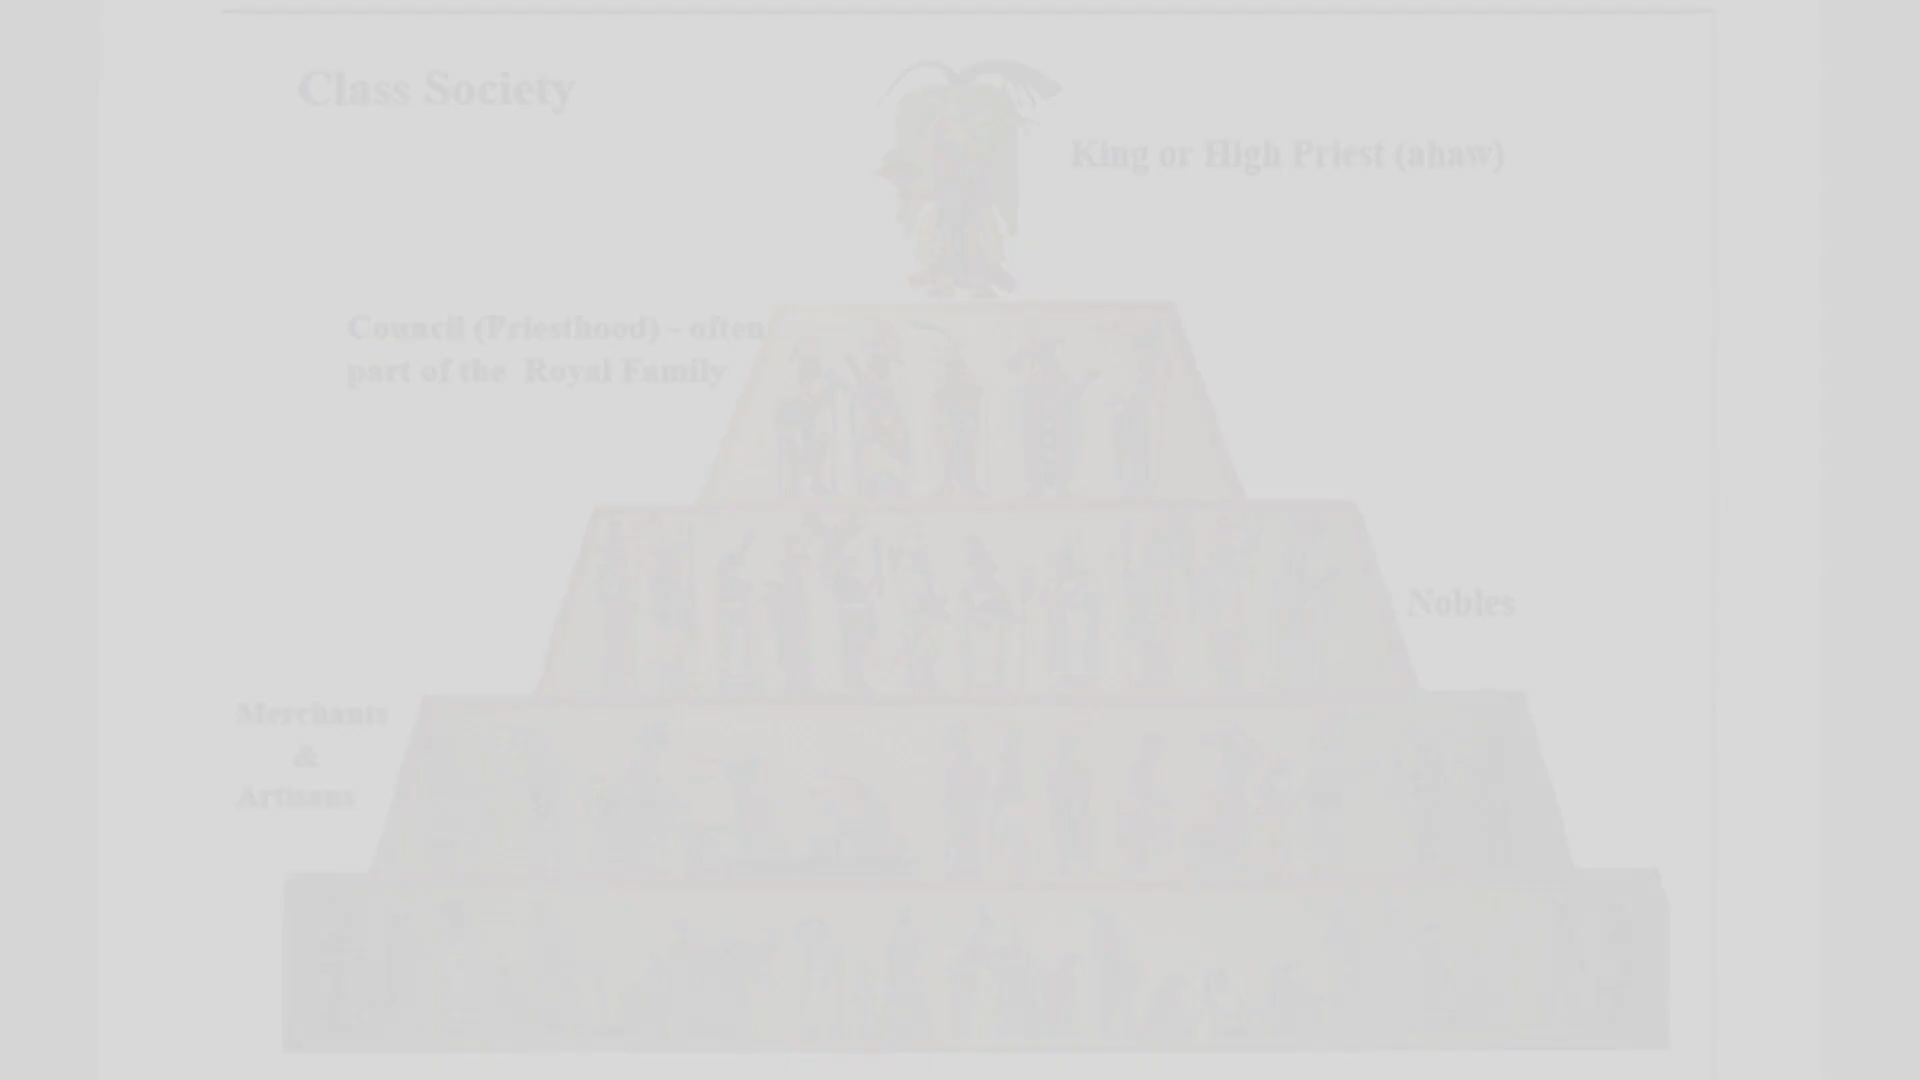 Class Society
King or High Priest (ahaw)
Council (Priesthood) - often
part of the Royal Family
Nobles
Merchants
&
Artisans